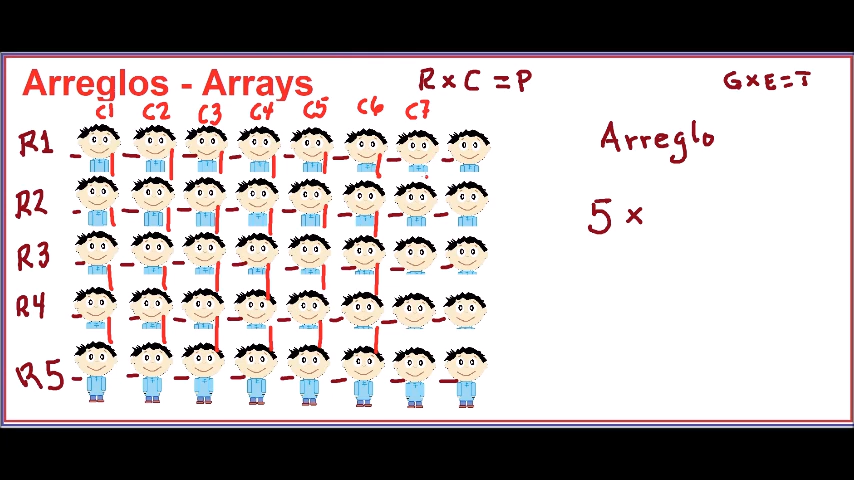 Arreglos - Arrays
R x C = P
G x E = T
C1 C2 C3 C4 C5 C6 C7
Arreglo
R1
R2
5 x
R3
R4
R5